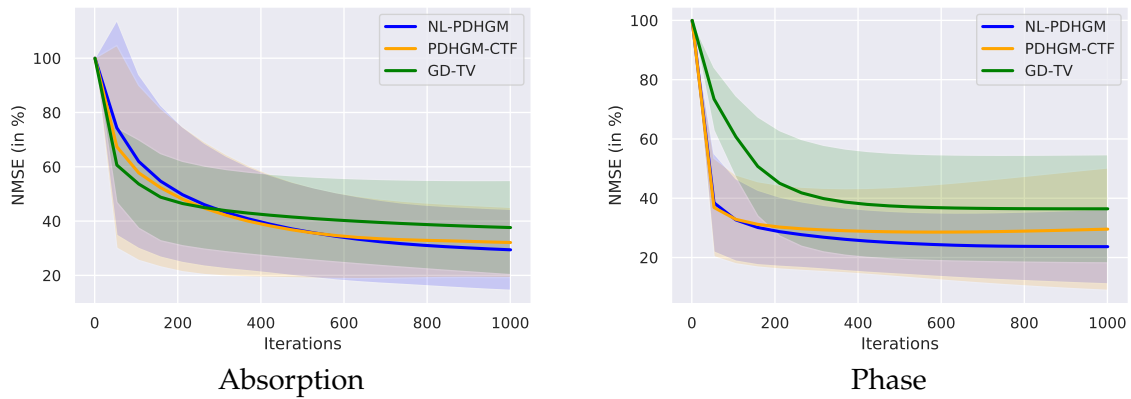 NL-PDHGM
PDHGM-CTF
GD-TV
NMSE (in %)
100
80
60
40
20
0 200 400 600 800 1000
Iterations
Absorption
NL-PDHGM
PDHGM-CTF
GD-TV
NMSE (in %)
100
80
60
40
20
0 200 400 600 800 1000
Iterations
Phase